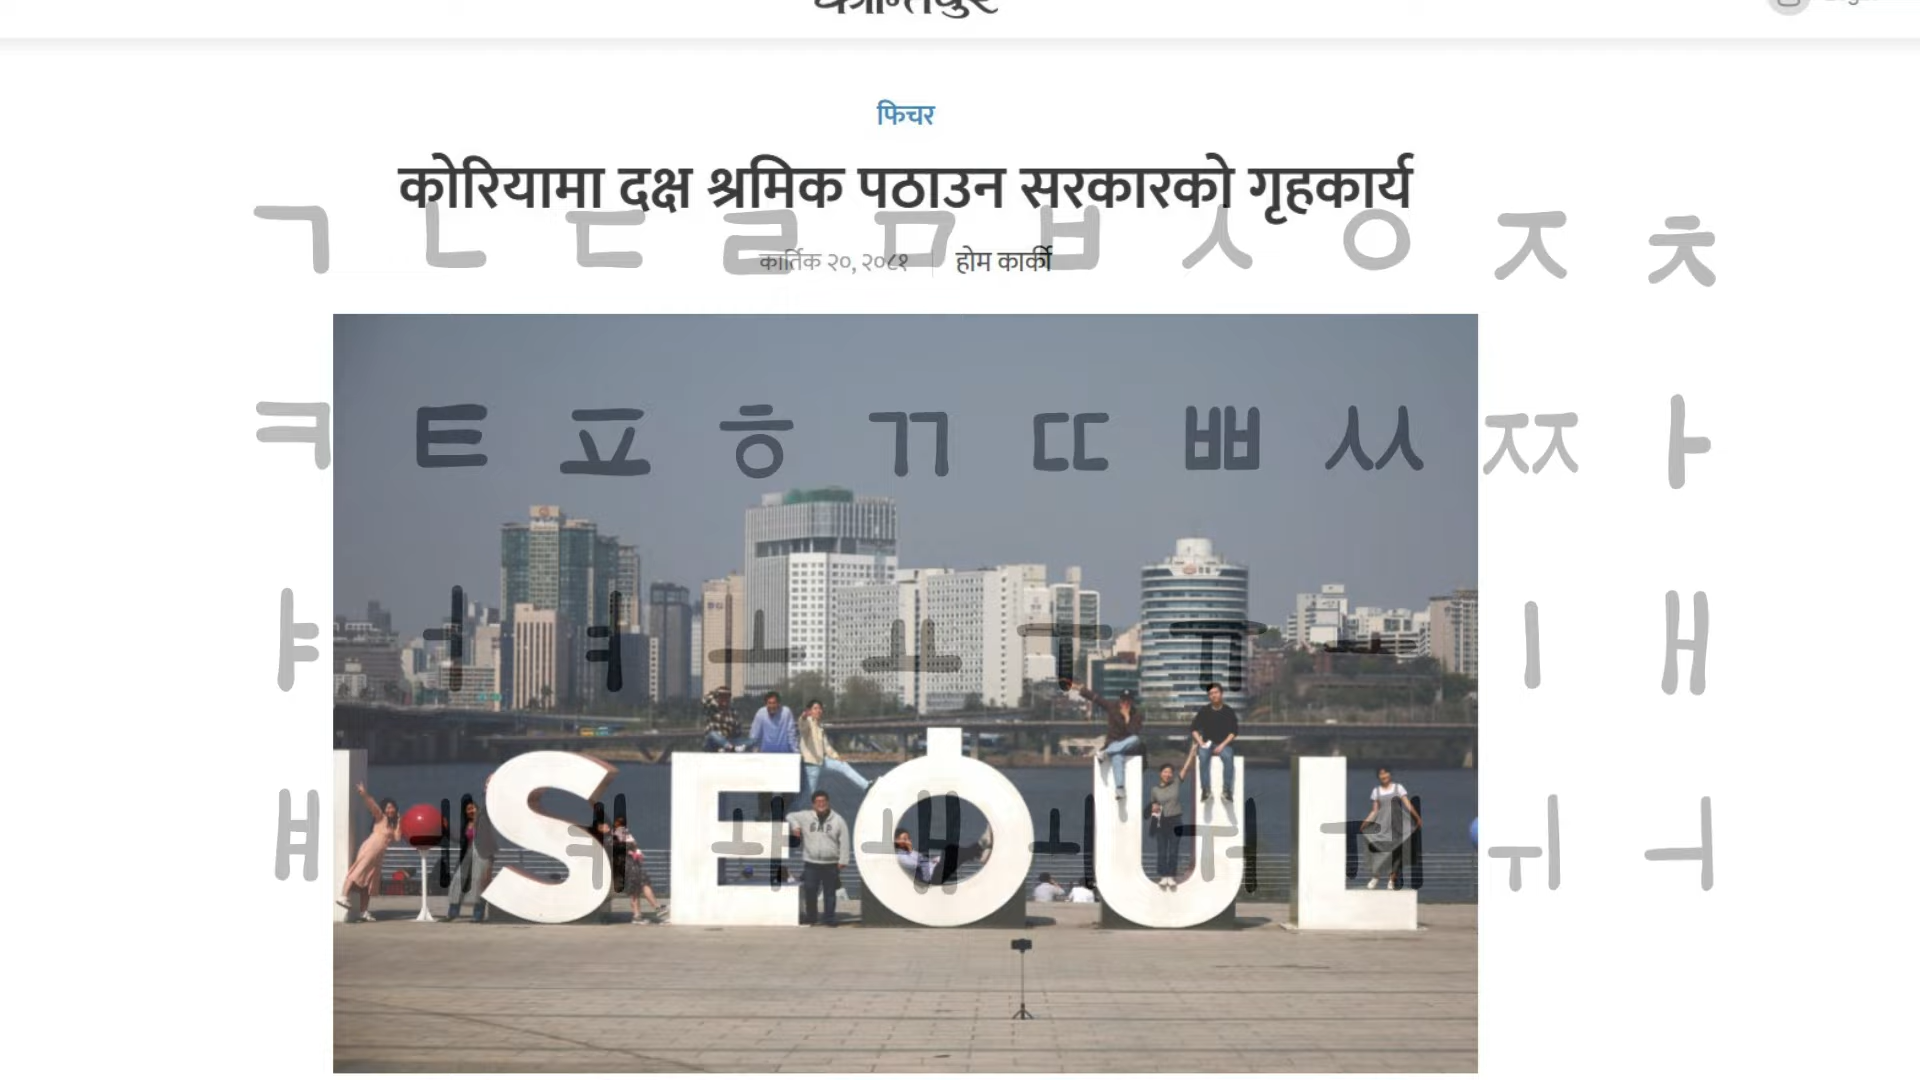 कान्तिपुर
फिचर
कोरियामा दक्ष श्रमिक पठाउन सरकारको गृहकार्य
कार्तिक २०, २०८१ होम कार्की
ㄱ ㄴ ㄷ ㄹ ㅁ ㅂ ㅅ ㅇ ㅈ ㅊ
ㅋ ㅌ ㅍ ㅎ ㄲ ㄸ ㅃ ㅆ ㅉ ㅏ
ㅑ ㅓ ㅕ ㅗ ㅛ ㅜ ㅠ ㅡ ㅣ ㅐ
ㅒ ㅔ ㅖ ㅘ ㅙ ㅚ ㅝ ㅞ ㅟ ㅢ
SEOUL